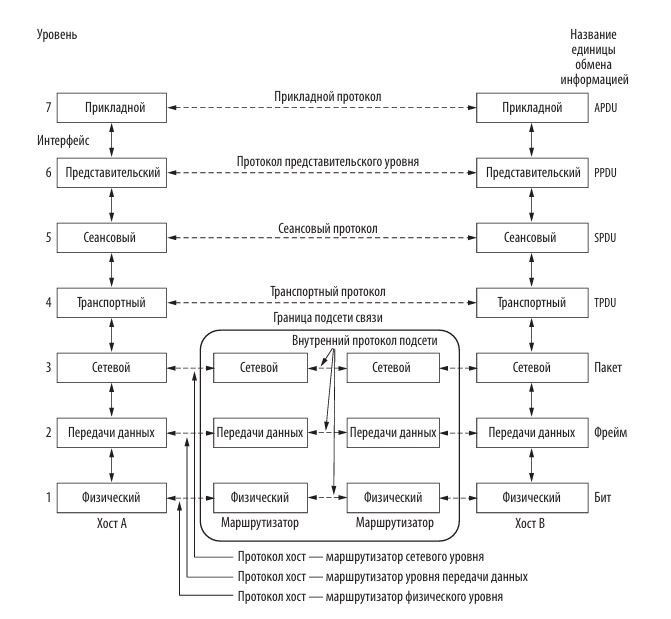 Уровень
Название
единицы
обмена
информацией
Прикладной протокол
7 Прикладной Прикладной APDU
Интерфейс
Протокол представительского уровня
6 Представительский Представительский PPDU
Сеансовый протокол
5 Сеансовый Сеансовый SPDU
Транспортный протокол
4 Транспортный Транспортный TPDU
Граница подсети связи
Внутренний протокол подсети
3 Сетевой Сетевой Сетевой Сетевой Пакет
2 Передачи данных Передачи данных Передачи данных Передачи данных Фрейм
1 Физический Физический Физический Физический Бит
Хост A Маршрутизатор Маршрутизатор Хост B
Протокол хост — маршрутизатор сетевого уровня
Протокол хост — маршрутизатор уровня передачи данных
Протокол хост — маршрутизатор физического уровня